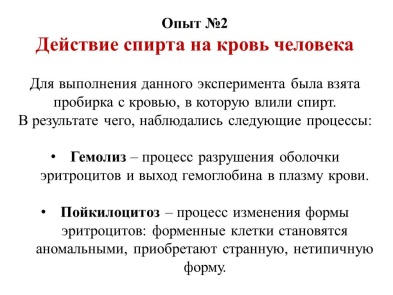 Опыт №2
Действие спирта на кровь человека
Для выполнения данного эксперимента была взята
пробирка с кровью, в которую влили спирт.
В результате чего, наблюдались следующие процессы:
• Гемолиз – процесс разрушения оболочки
эритроцитов и выход гемоглобина в плазму крови.
• Пойкилоцитоз – процесс изменения формы
эритроцитов: форменные клетки становятся
аномальными, приобретают странную, нетипичную
форму.